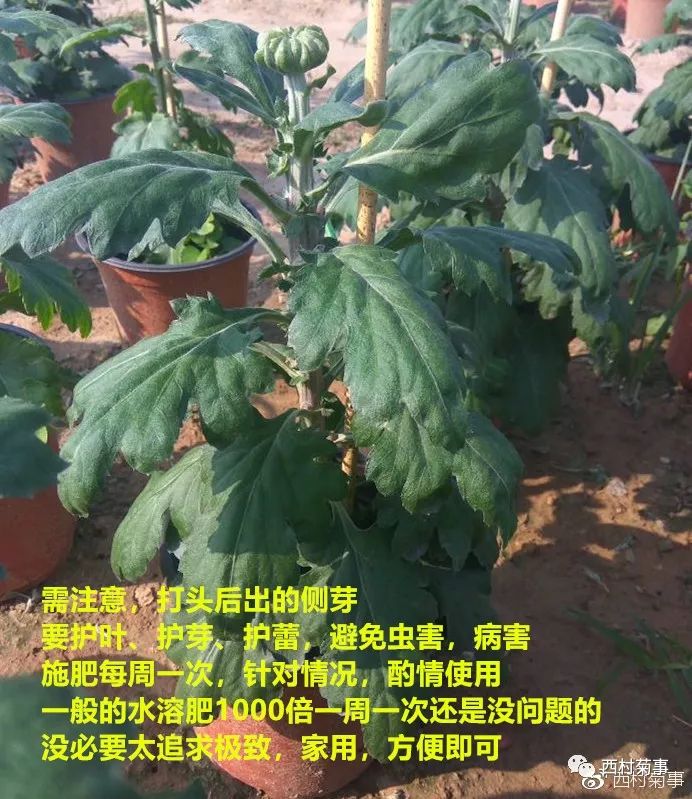 需注意，打头后出的侧芽
要护叶、护芽、护蕾，避免虫害，病害
施肥每周一次，针对情况，酌情使用
一般的水溶肥1000倍一周一次还是没问题的
没必要太追求极致，家用，方便即可
西村菊事
西村菊事